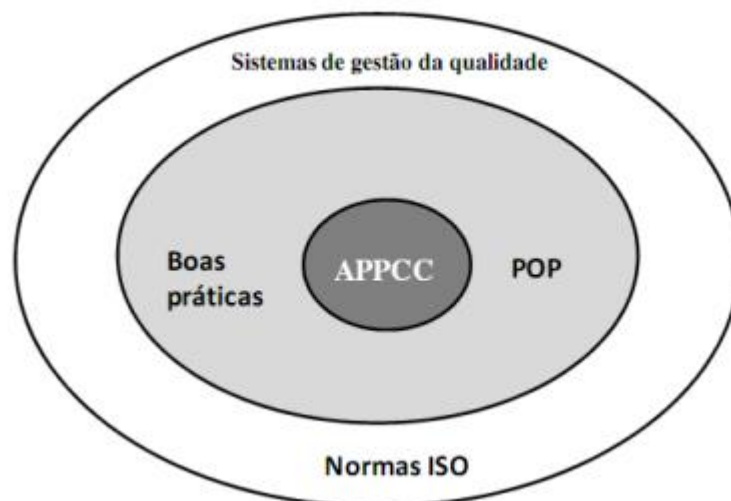 Sistemas de gestão da qualidade
Boas
práticas
APPCC
POP
Normas ISO